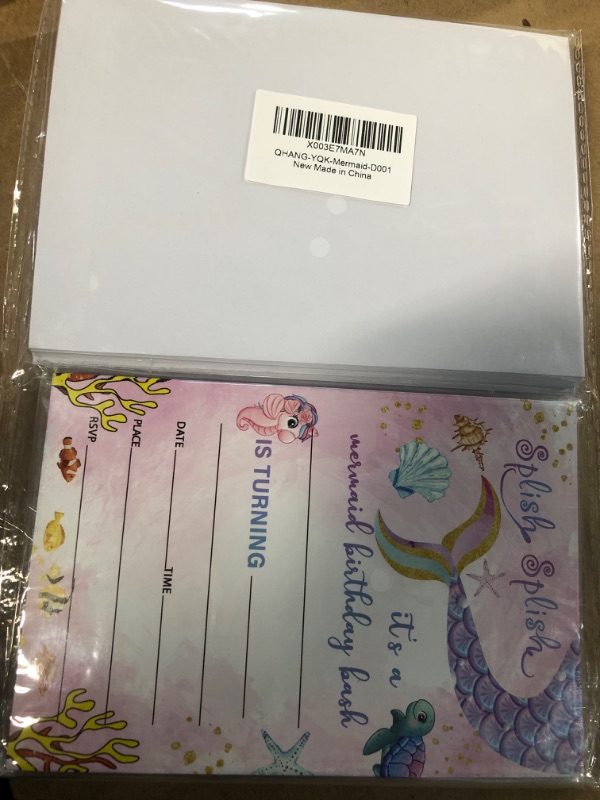 X003E7MA7N
QHANG-YQK-Mermaid-D001
New Made in China
Splish Splish
it's a
mermaid birthday bash
IS TURNING
DATE TIME
PLACE
RSVP